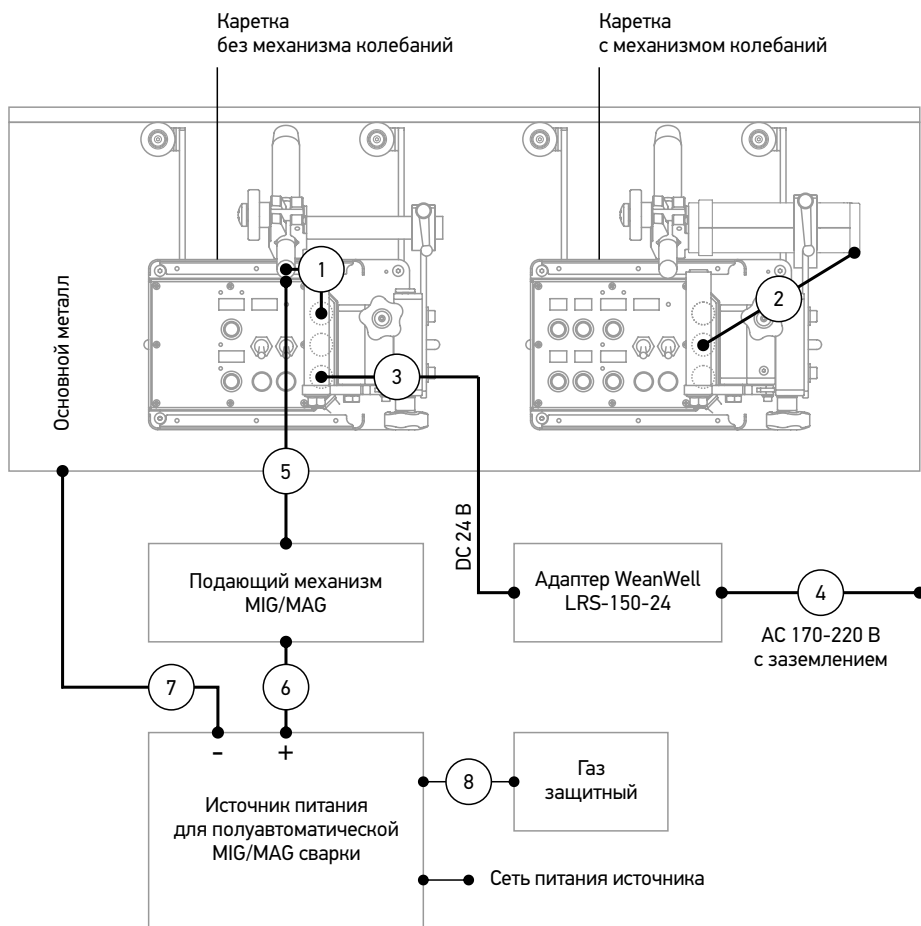 Каретка
без механизма колебаний
Каретка
с механизмом колебаний
1
2
3
Основной металл
5
DC 24 В
Подающий механизм
MIG/MAG
Адаптер WeanWell
LRS-150-24
4
AC 170-220 В
с заземлением
7
6
-
+
Источник питания
для полуавтоматической
MIG/MAG сварки
8
Газ
защитный
Сеть питания источника